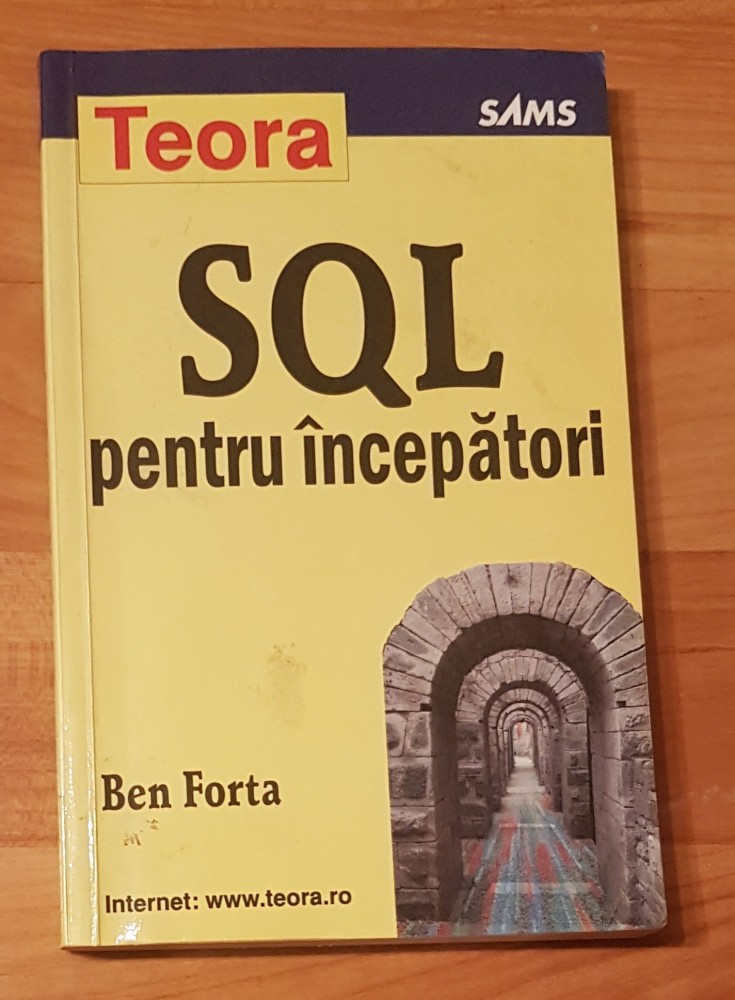 SAMS
Teora
SQL
pentru începători
Ben Forta
Internet: www.teora.ro